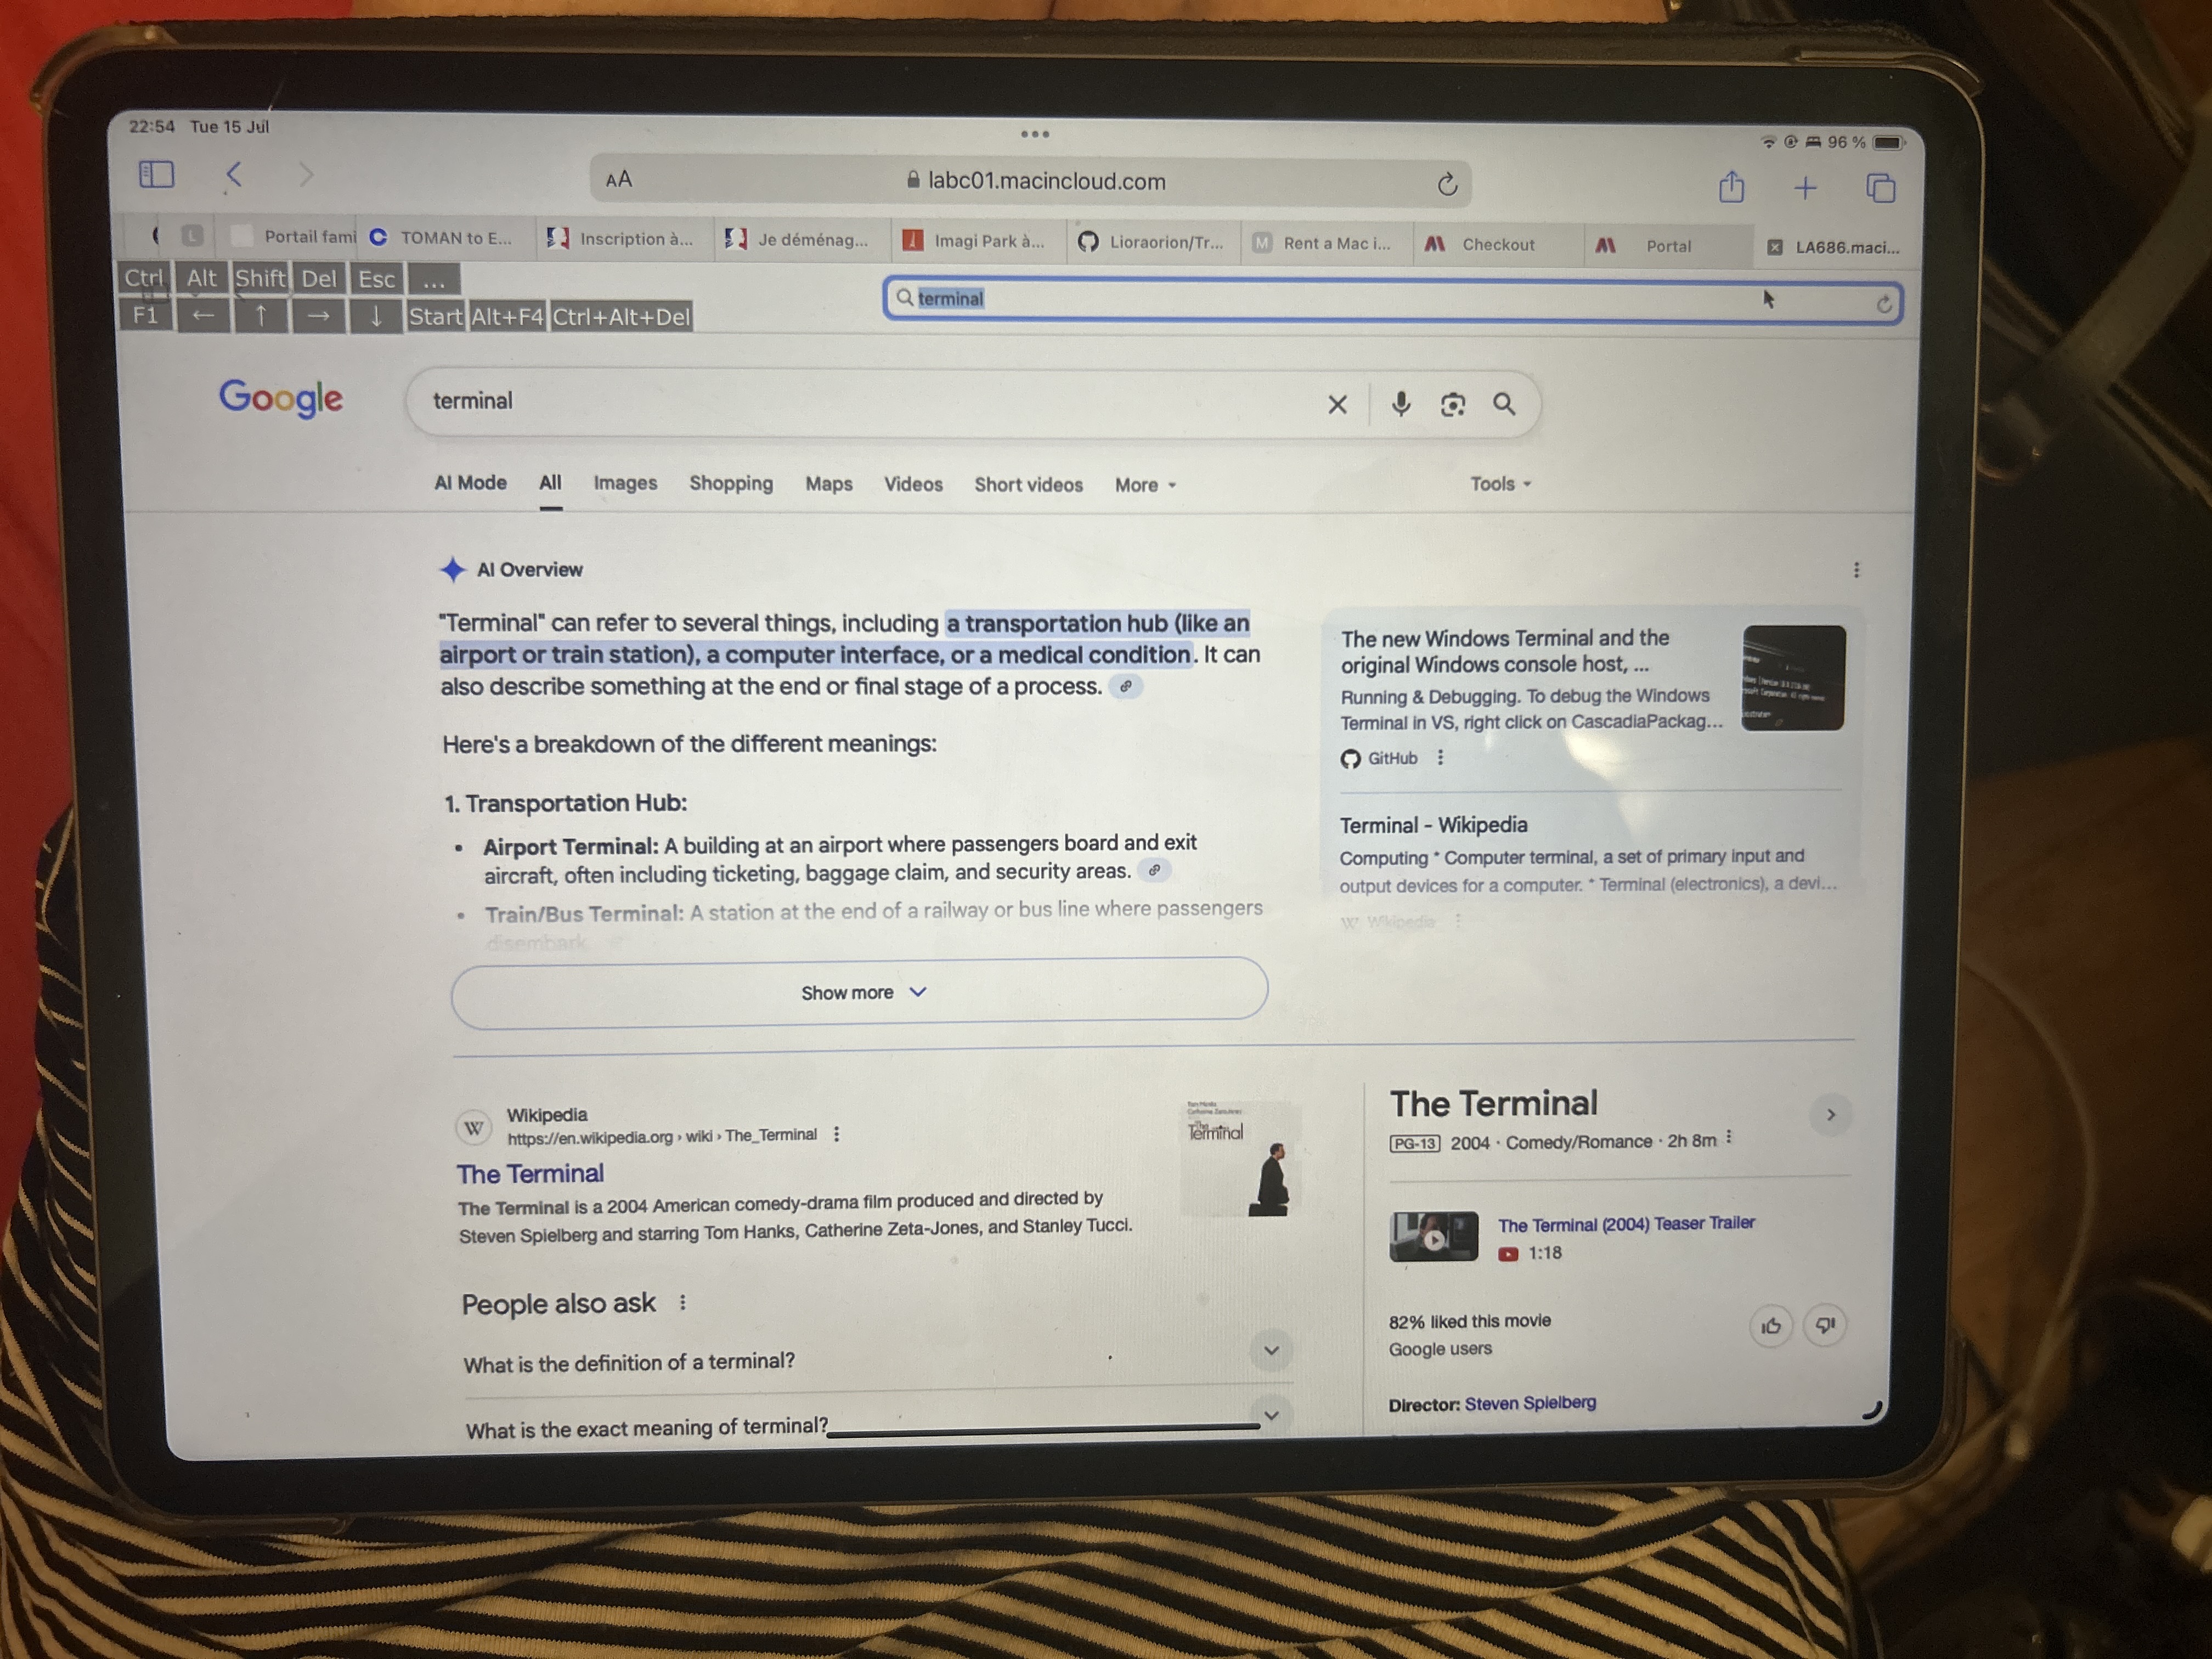 22:54 Tue 15 Jul
96 %
AA
labc01.macincloud.com
L
Portail fami
TOMAN to E...
Inscription à...
Je déménag...
Imagi Park à...
Lioraorion/Tr...
M Rent a Mac i...
Checkout
Portal
LA686.maci...
Ctrl Alt Shift Del Esc ...
F1 ← ↑ → ↓ Start Alt+F4 Ctrl+Alt+Del
terminal
Google
terminal
AI Mode All Images Shopping Maps Videos Short videos More Tools
AI Overview
"Terminal" can refer to several things, including a transportation hub (like an
airport or train station), a computer interface, or a medical condition. It can
also describe something at the end or final stage of a process.
Here's a breakdown of the different meanings:
1. Transportation Hub:
• Airport Terminal: A building at an airport where passengers board and exit
aircraft, often including ticketing, baggage claim, and security areas.
• Train/Bus Terminal: A station at the end of a railway or bus line where passengers
disembark
Show more
The new Windows Terminal and the
original Windows console host, ...
Running & Debugging. To debug the Windows
Terminal in VS, right click on CascadiaPackag...
GitHub
Terminal - Wikipedia
Computing * Computer terminal, a set of primary input and
output devices for a computer. * Terminal (electronics), a devi...
W Wikipedia
W
Wikipedia
https://en.wikipedia.org › wiki › The_Terminal
The Terminal
The Terminal is a 2004 American comedy-drama film produced and directed by
Steven Spielberg and starring Tom Hanks, Catherine Zeta-Jones, and Stanley Tucci.
The Terminal
People also ask
What is the definition of a terminal?
What is the exact meaning of terminal?
The Terminal
PG-13 2004 · Comedy/Romance · 2h 8m
The Terminal (2004) Teaser Trailer
1:18
82% liked this movie
Google users
Director: Steven Spielberg